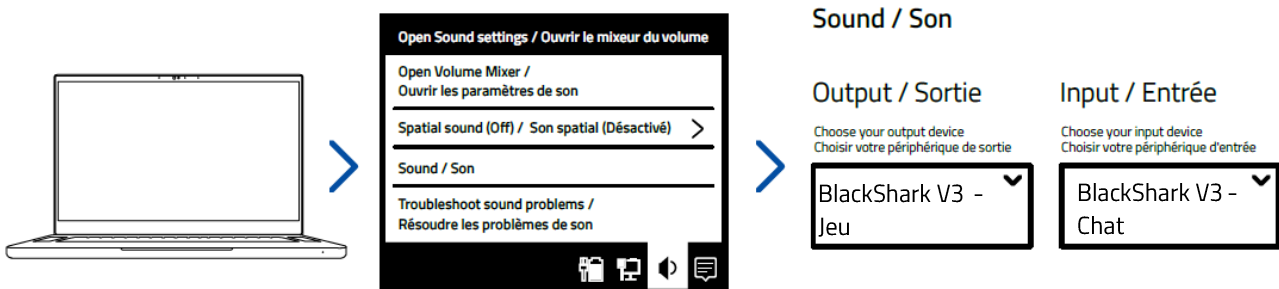 Open Sound settings / Ouvrir le mixeur du volume
Open Volume Mixer /
Ouvrir les paramètres de son
Spatial sound (Off) / Son spatial (Désactivé)
Sound / Son
Troubleshoot sound problems /
Résoudre les problèmes de son
Sound / Son
Output / Sortie
Choose your output device
Choisir votre périphérique de sortie
BlackShark V3 -
Jeu
Input / Entrée
Choose your input device
Choisir votre périphérique d'entrée
BlackShark V3 -
Chat